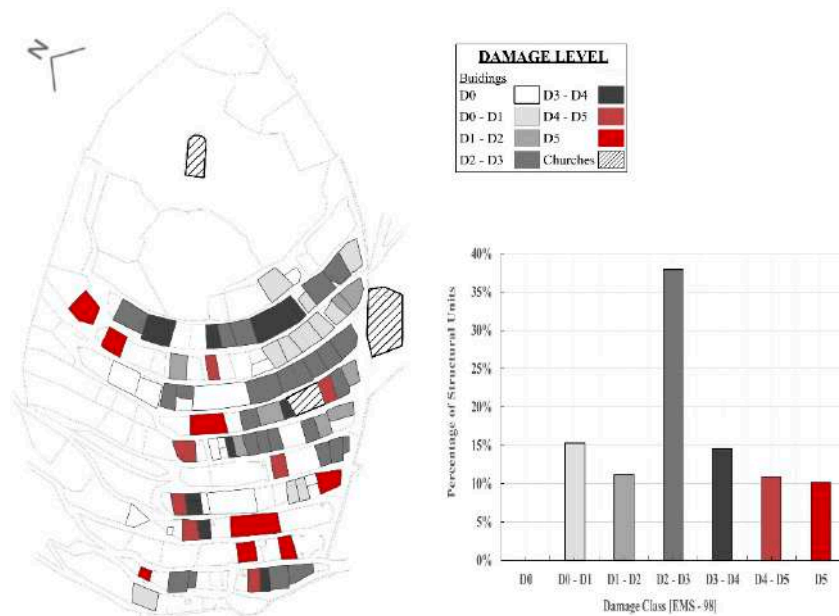 N
DAMAGE LEVEL
Buidings
D0 D3 - D4
D0 - D1 D4 - D5
D1 - D2 D5
D2 - D3 Churches
40%
35%
30%
25%
20%
15%
10%
5%
0%
Percentage of Structural Units
D0 D0 - D1 D1 - D2 D2 - D3 D3 - D4 D4 - D5 D5
Damage Class [EMS - 98]